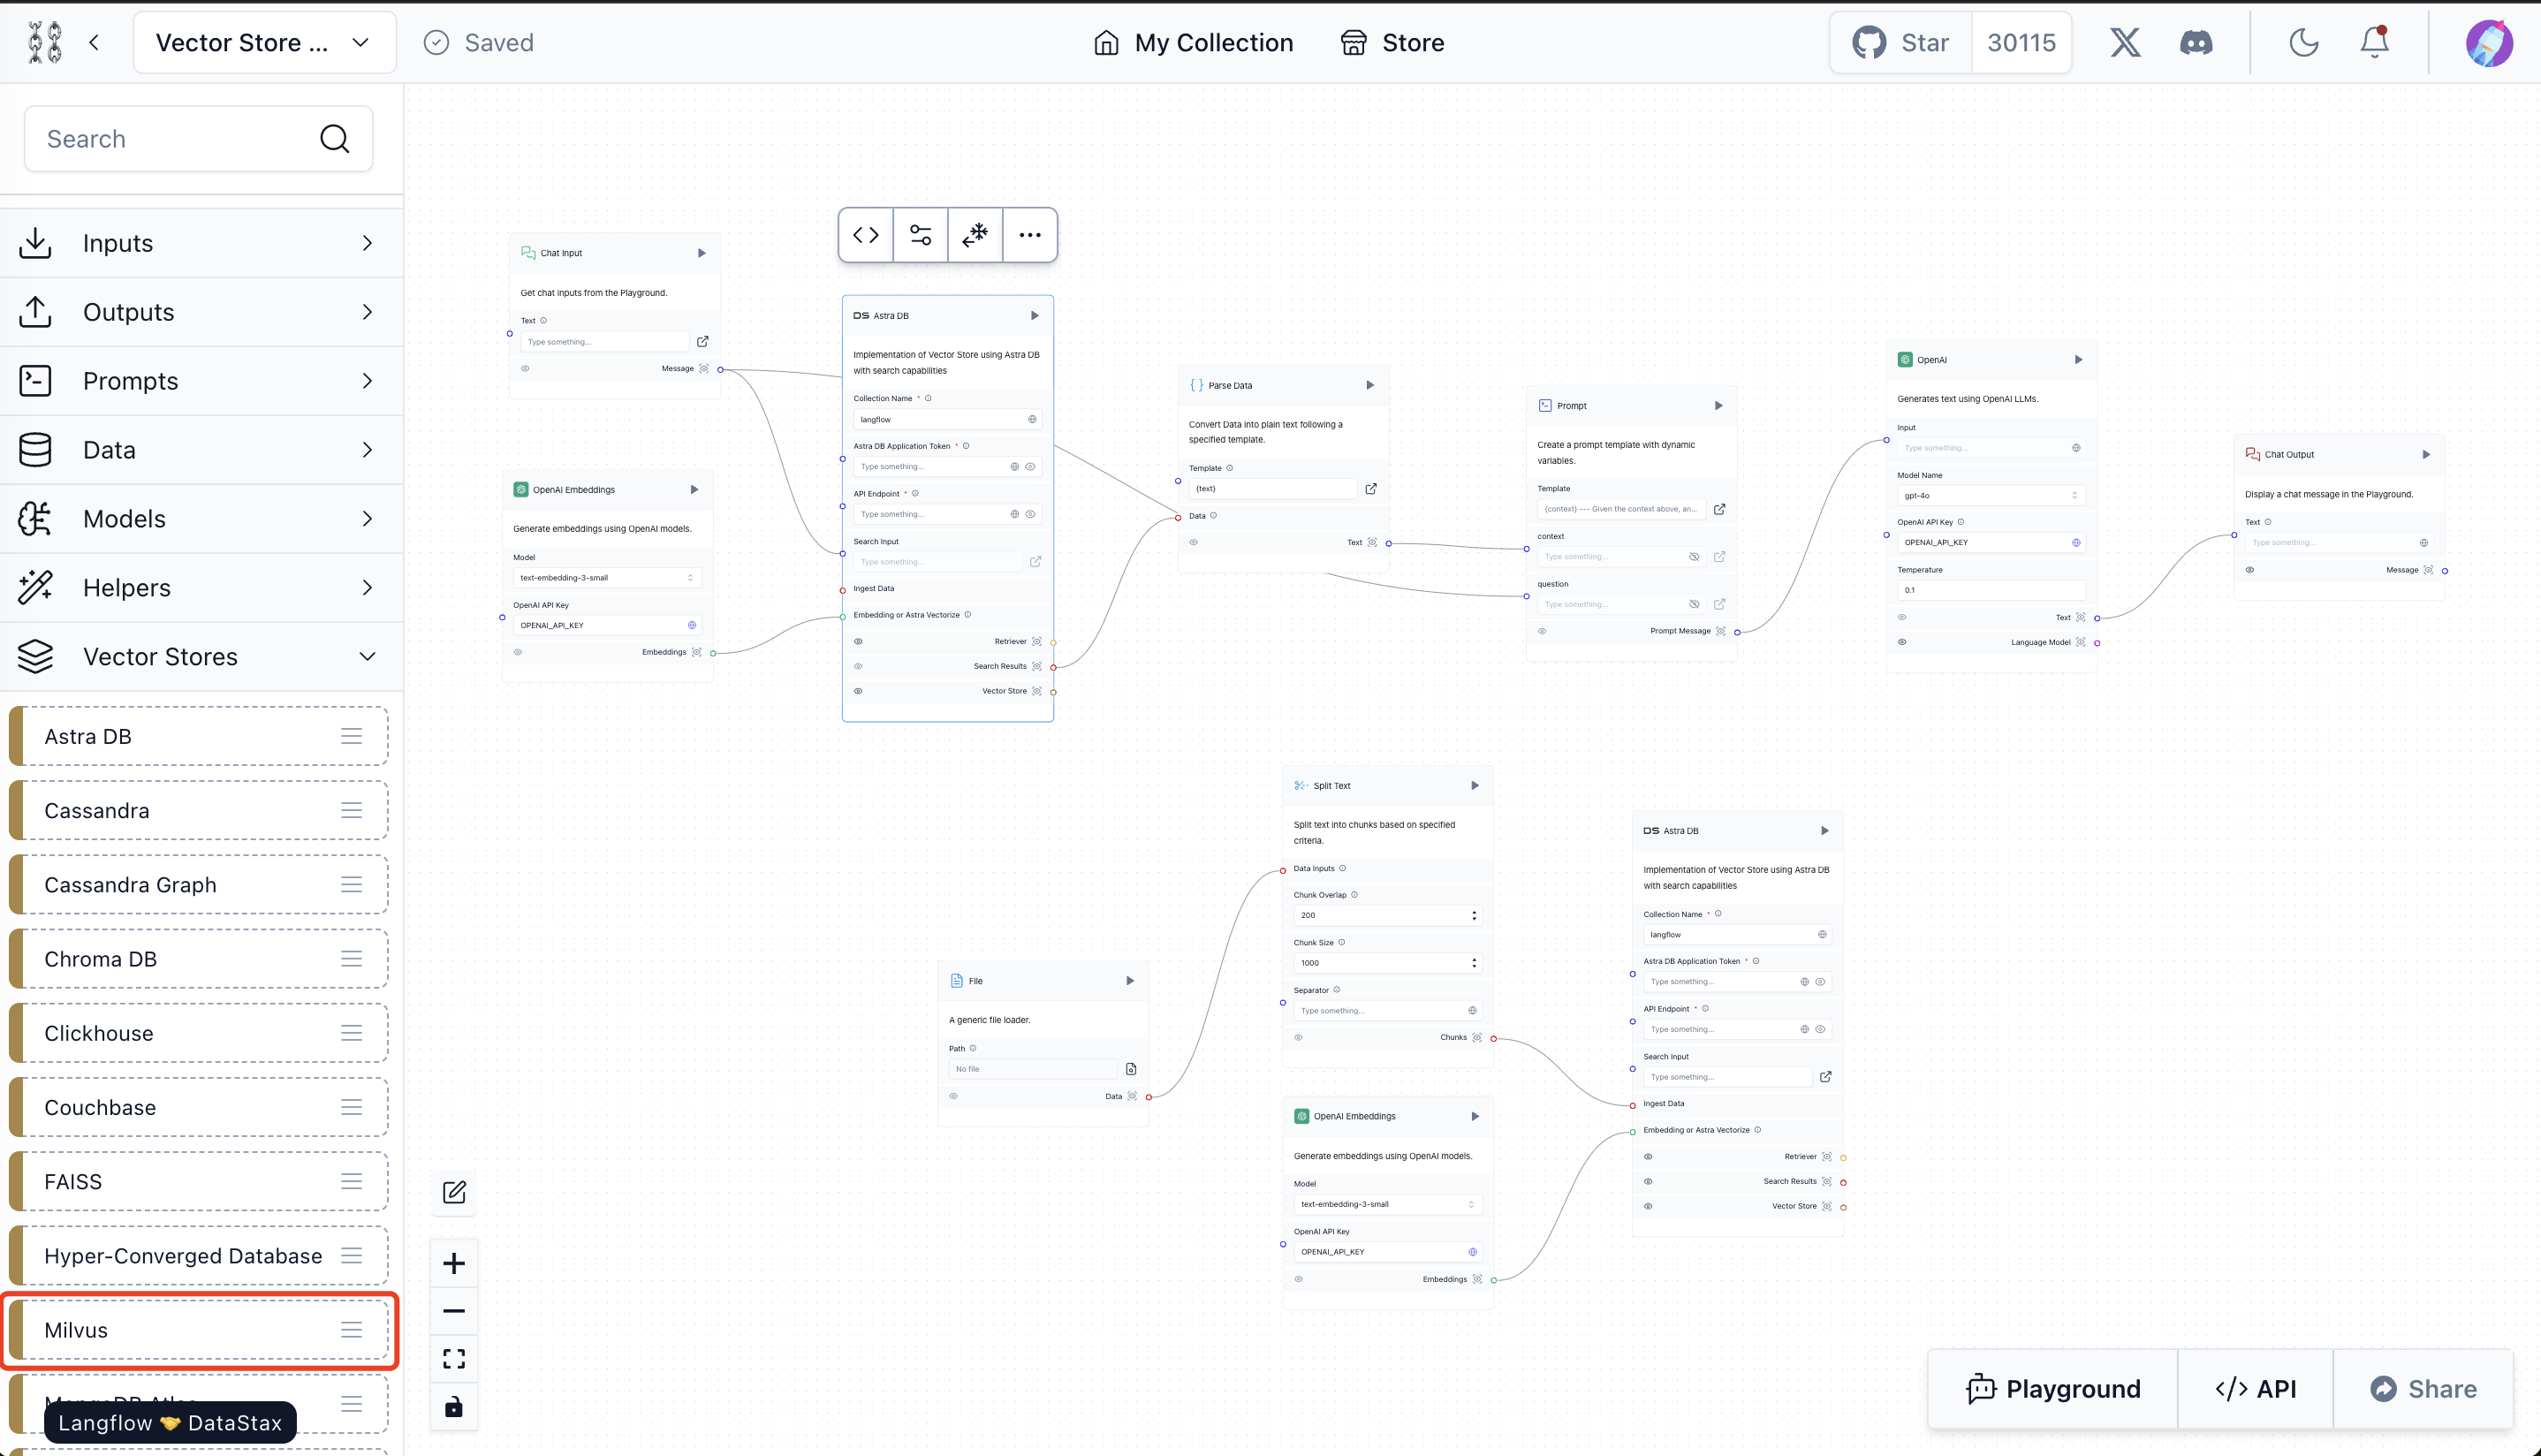 Vector Store ...
Saved
My Collection
Store
Star
30115
Search
Inputs
Outputs
Prompts
Data
Models
Helpers
Vector Stores
Astra DB
Cassandra
Cassandra Graph
Chroma DB
Clickhouse
Couchbase
FAISS
Hyper-Converged Database
Milvus
MongoDB Atlas
Langflow 🤝 DataStax
Chat Input
Get chat inputs from the Playground.
Text
Type something...
Message
OpenAI Embeddings
Generate embeddings using OpenAI models.
Model
text-embedding-3-small
OpenAI API Key
OPENAI_API_KEY
Embeddings
DS Astra DB
Implementation of Vector Store using Astra DB
with search capabilities
Collection Name *
langflow
Astra DB Application Token *
Type something...
API Endpoint *
Type something...
Search Input
Type something...
Ingest Data
Embedding or Astra Vectorize
Retriever
Search Results
Vector Store
Parse Data
Convert Data into plain text following a
specified template.
Template
{text}
Data
Text
Prompt
Create a prompt template with dynamic
variables.
Template
{context} --- Given the context above, an...
context
Type something...
question
Type something...
Prompt Message
OpenAI
Generates text using OpenAI LLMs.
Input
Type something...
Model Name
gpt-4o
OpenAI API Key
OPENAI_API_KEY
Temperature
0.1
Text
Language Model
Chat Output
Display a chat message in the Playground.
Text
Type something...
Message
File
A generic file loader.
Path
No file
Data
Split Text
Split text into chunks based on specified
criteria.
Data Inputs
Chunk Overlap
200
Chunk Size
1000
Separator
Type something...
Chunks
OpenAI Embeddings
Generate embeddings using OpenAI models.
Model
text-embedding-3-small
OpenAI API Key
OPENAI_API_KEY
Embeddings
DS Astra DB
Implementation of Vector Store using Astra DB
with search capabilities
Collection Name *
langflow
Astra DB Application Token *
Type something...
API Endpoint *
Type something...
Search Input
Type something...
Ingest Data
Embedding or Astra Vectorize
Retriever
Search Results
Vector Store
Playground
</> API
Share